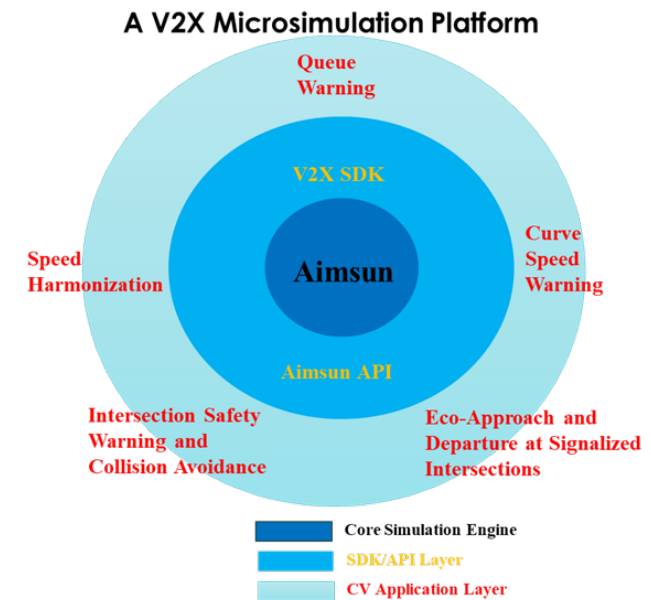 A V2X Microsimulation Platform
Queue
Warning
V2X SDK
Curve
Speed
Warning
Speed
Harmonization
Aimsun
Aimsun API
Intersection Safety
Warning and
Collision Avoidance
Eco-Approach and
Departure at Signalized
Intersections
Core Simulation Engine
SDK/API Layer
CV Application Layer